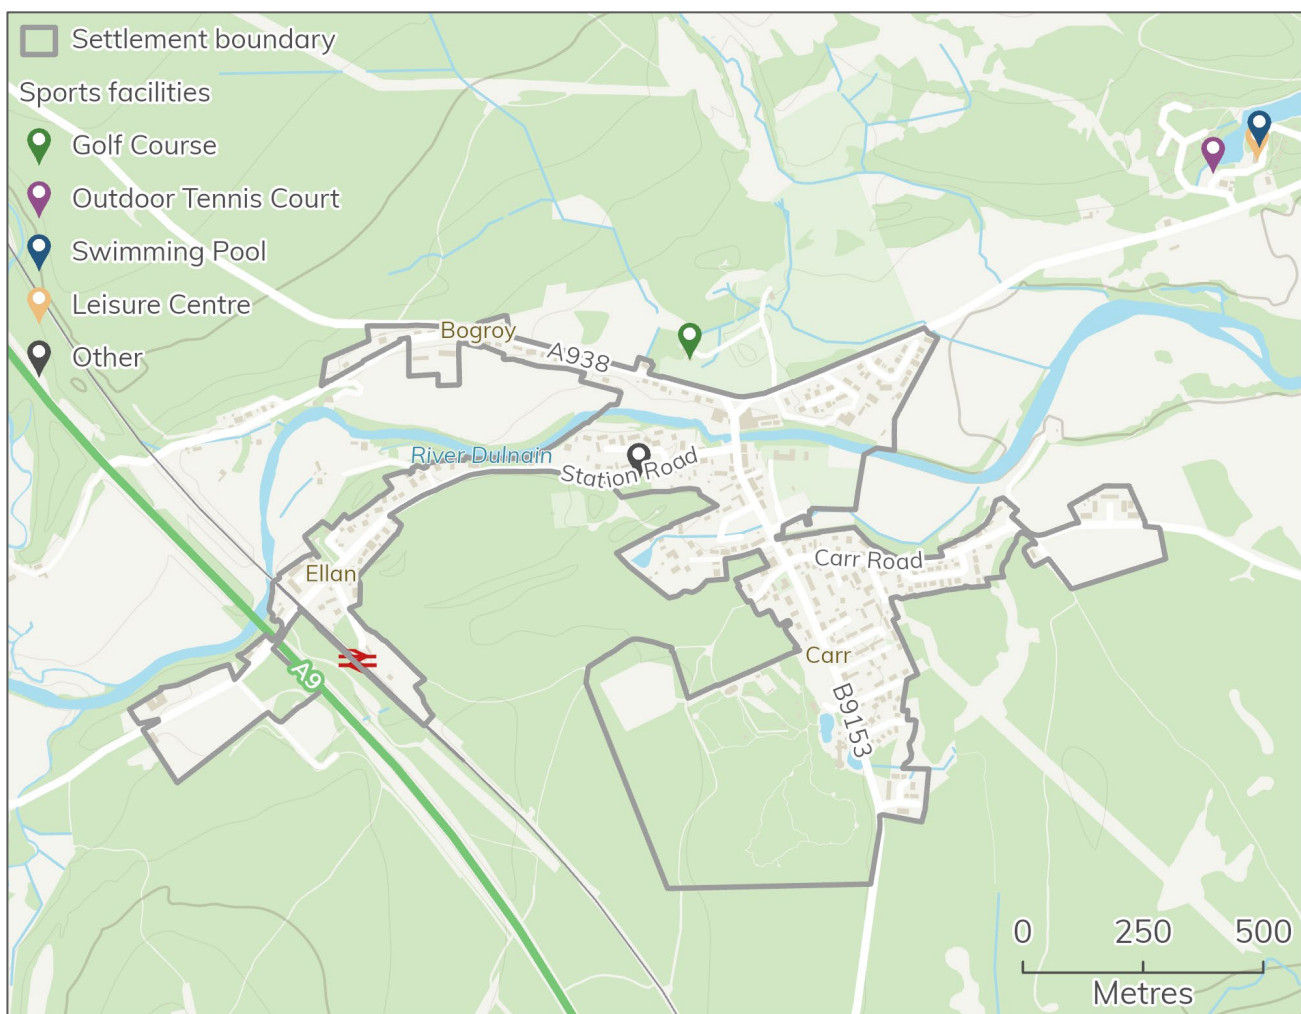 Settlement boundary
Sports facilities
Golf Course
Outdoor Tennis Court
Swimming Pool
Leisure Centre
Other
Bogroy
A938
River Dulnain
Station Road
Carr Road
Ellan
Carr
A9
B9153
0 250 500
Metres